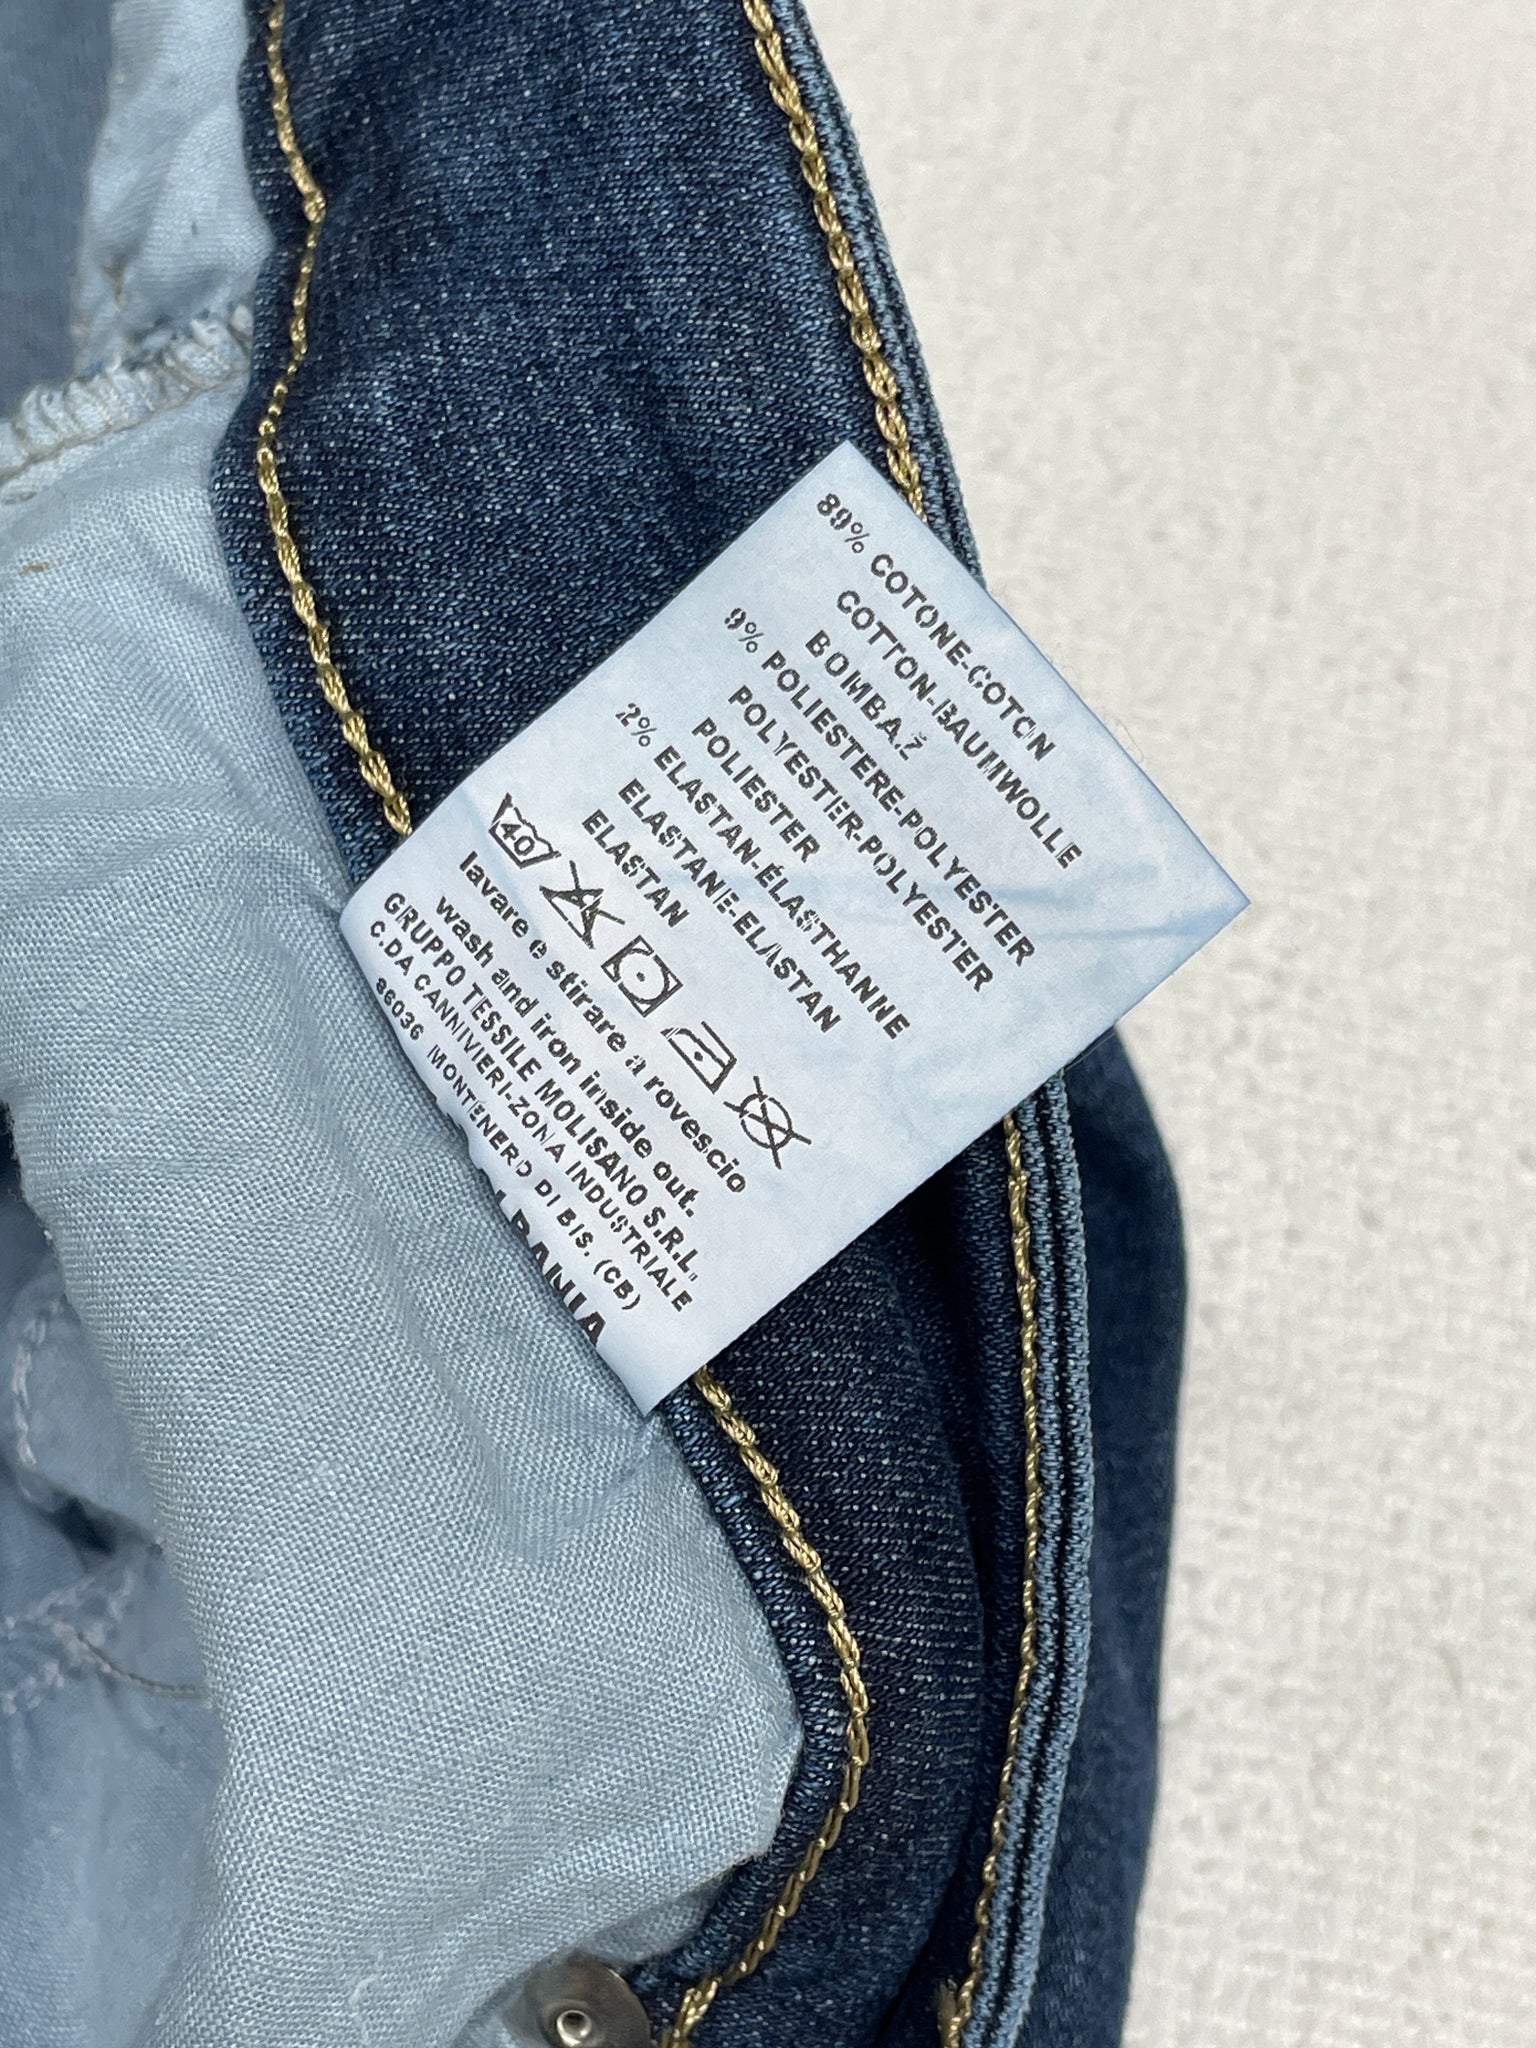 89% COTONE-COTON
COTTON-BAUMWOLLE
BOMBAŽ
9% POLIESTERE-POLYESTER
POLYESTER-POLYESTER
POLIESTER
2% ELASTAN-ÉLASTHANNE
ELASTANE-ELASTAN
ELASTAN
40
lavare e stirare a rovescio
wash and iron inside out.
GRUPPO TESSILE MOLISANO S.R.L.
C.DA CANNIVIERI-ZONA INDUSTRIALE
86036 MONTENERO DI BIS. (CB)